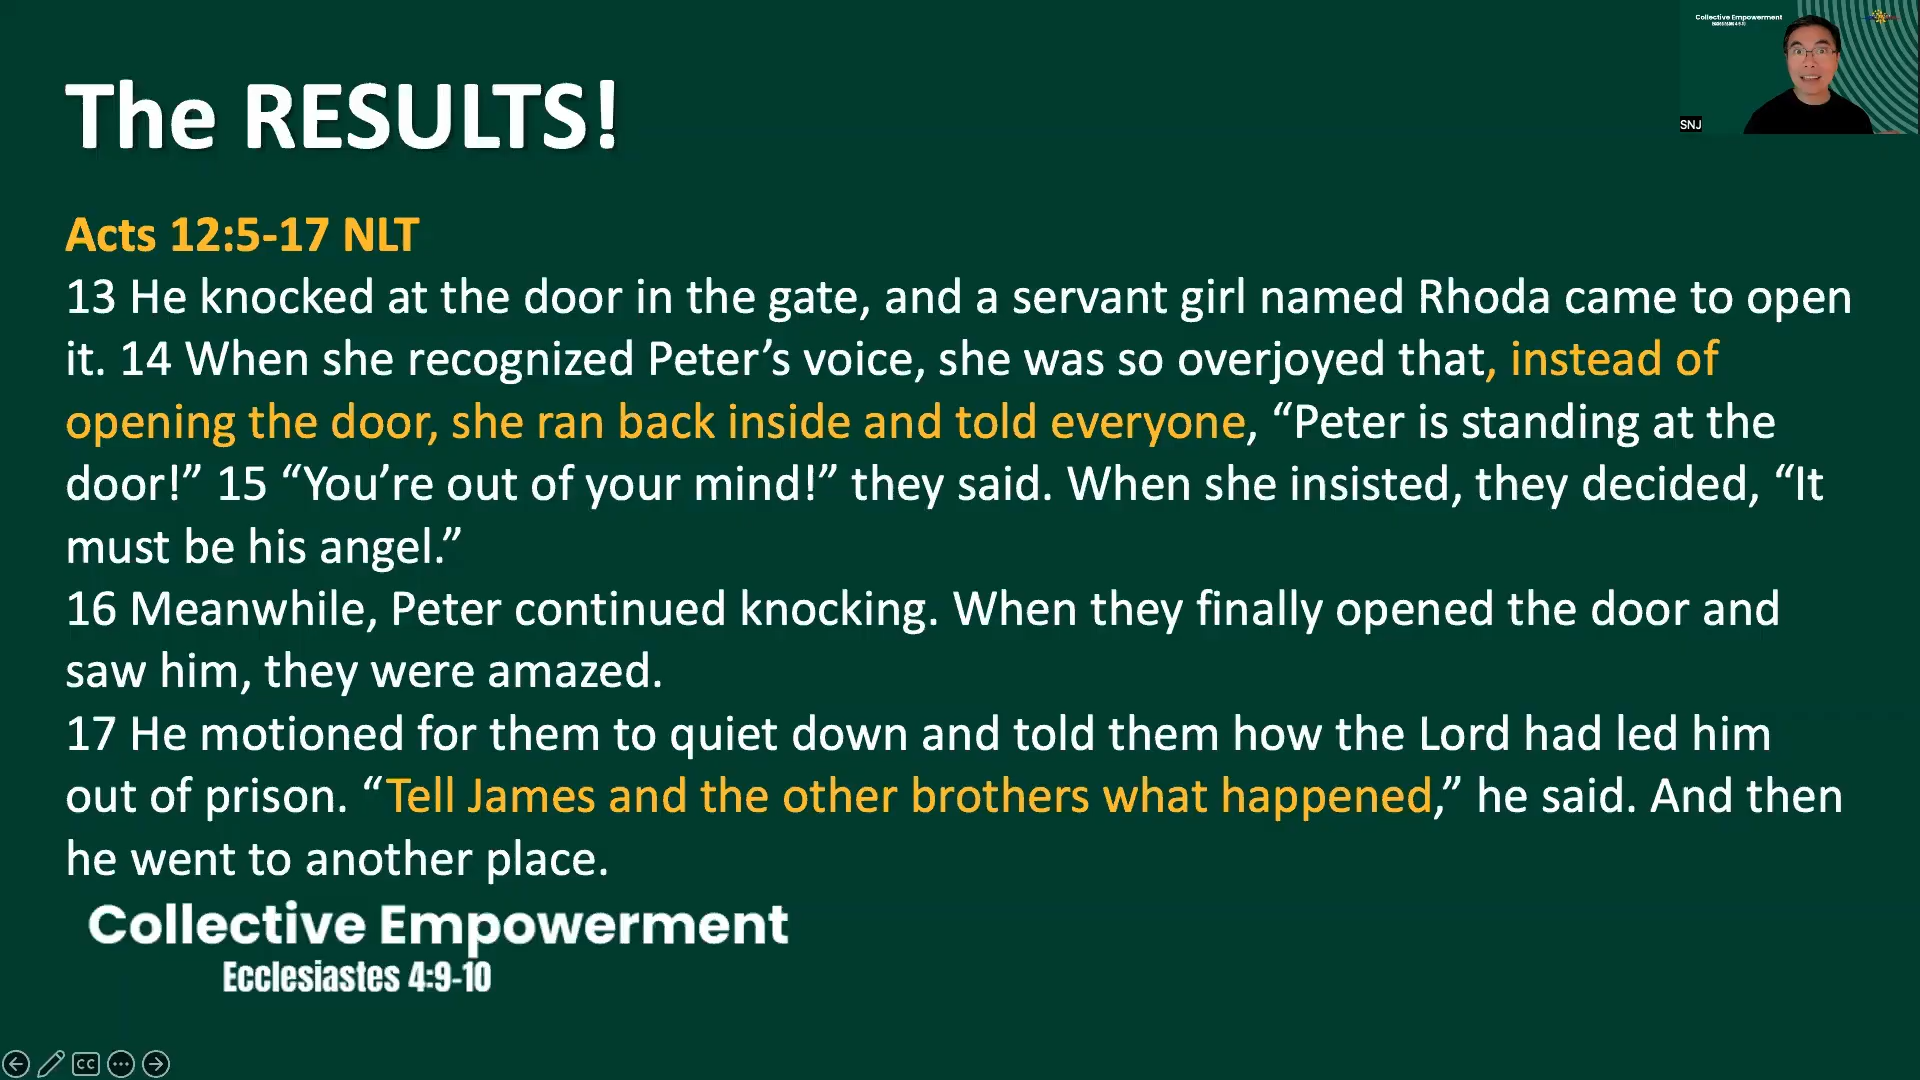 The RESULTS!
Acts 12:5-17 NLT
13 He knocked at the door in the gate, and a servant girl named Rhoda came to open
it. 14 When she recognized Peter’s voice, she was so overjoyed that, instead of
opening the door, she ran back inside and told everyone, “Peter is standing at the
door!” 15 “You’re out of your mind!” they said. When she insisted, they decided, “It
must be his angel.”
16 Meanwhile, Peter continued knocking. When they finally opened the door and
saw him, they were amazed.
17 He motioned for them to quiet down and told them how the Lord had led him
out of prison. “Tell James and the other brothers what happened,” he said. And then
he went to another place.
Collective Empowerment
Ecclesiastes 4:9-10
Collective Empowerment
SNJ
CC